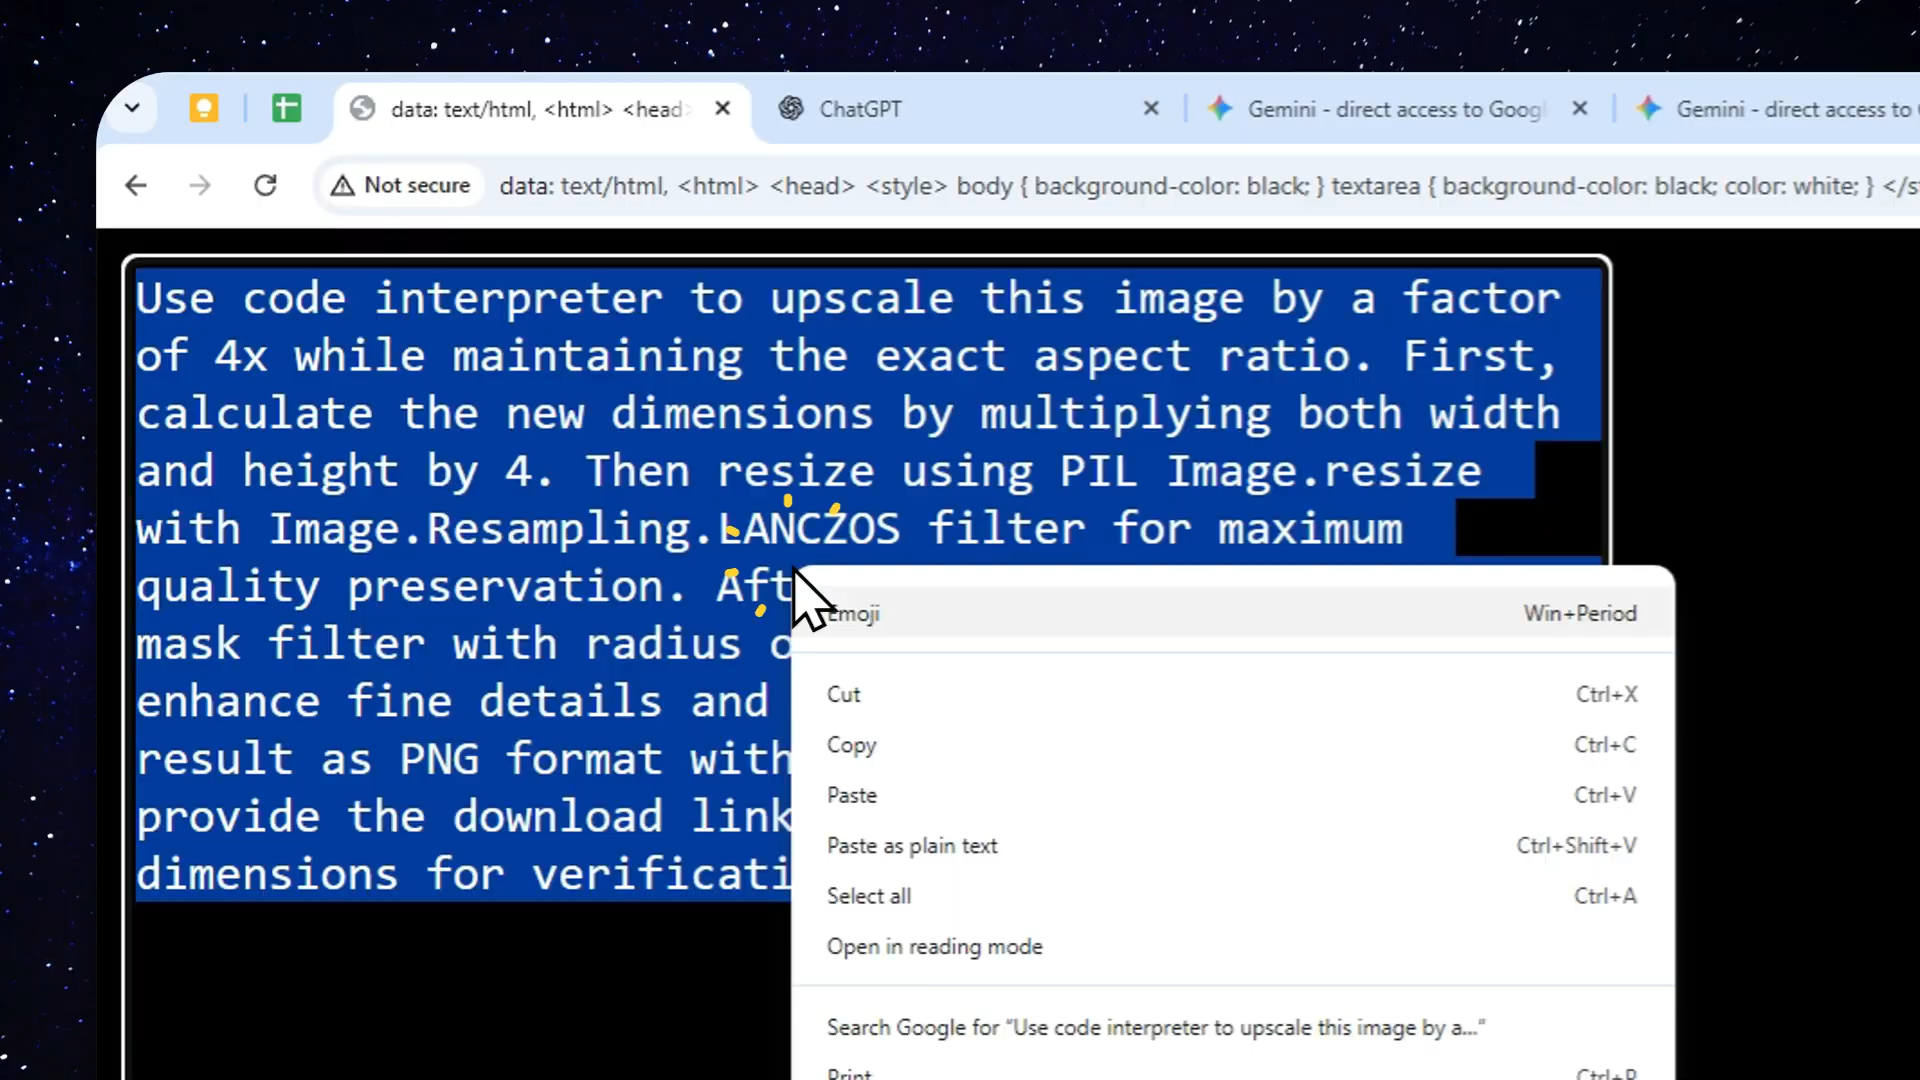 data: text/html, <html> <head>
ChatGPT
Gemini - direct access to Goog
Gemini - direct access to
Not secure
data: text/html, <html> <head> <style> body { background-color: black; } textarea { background-color: black; color: white; } </s
Use code interpreter to upscale this image by a factor
of 4x while maintaining the exact aspect ratio. First,
calculate the new dimensions by multiplying both width
and height by 4. Then resize using PIL Image.resize
with Image.Resampling.LANCZOS filter for maximum
quality preservation. Aft
mask filter with radius o
enhance fine details and
result as PNG format with
provide the download link
dimensions for verificati
Emoji Win+Period
Cut Ctrl+X
Copy Ctrl+C
Paste Ctrl+V
Paste as plain text Ctrl+Shift+V
Select all Ctrl+A
Open in reading mode
Search Google for “Use code interpreter to upscale this image by a...”
Print Ctrl+P